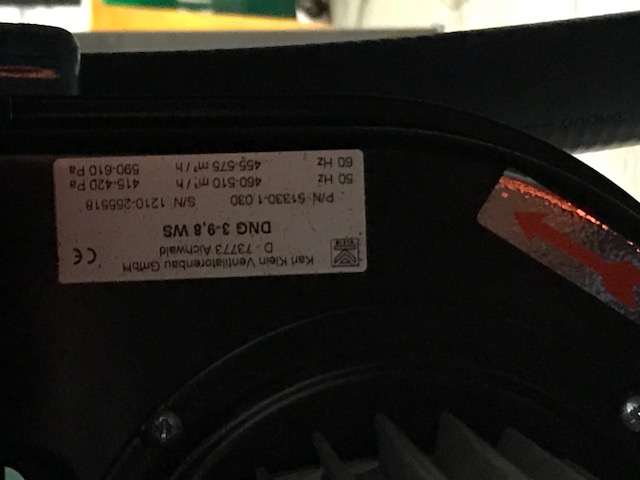 Karl Klein Ventilatorenbau GmbH
D - 73773 Aichwald
DNG 3-9,8 WS
P/N 51330-1.030 S/N: 1210-255518
50 Hz 460-510 m³/h 415-420 Pa
60 Hz 455-575 m³/h 590-610 Pa
CE